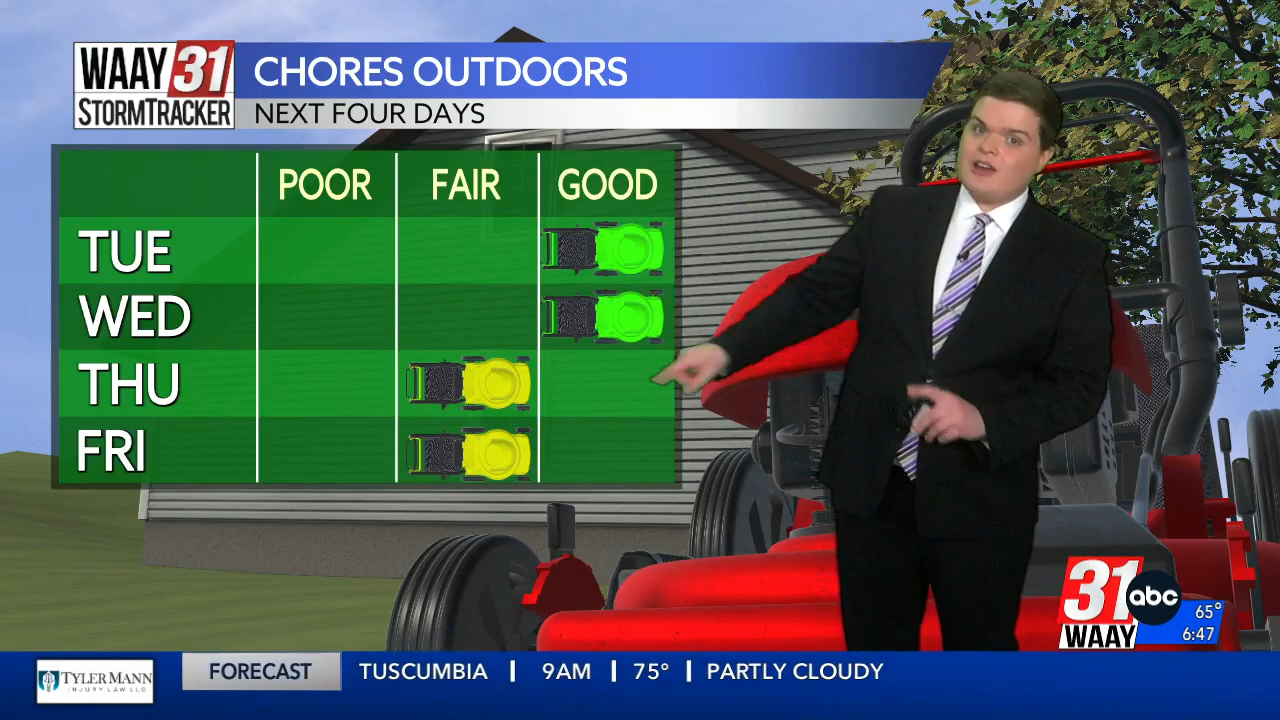 WAAY 31
STORMTRACKER
CHORES OUTDOORS
NEXT FOUR DAYS
POOR FAIR GOOD
TUE
WED
THU
FRI
31
abc
WAAY
65°
6:47
TYLER MANN
INJURY LAW LLC
FORECAST TUSCUMBIA | 9AM | 75° | PARTLY CLOUDY